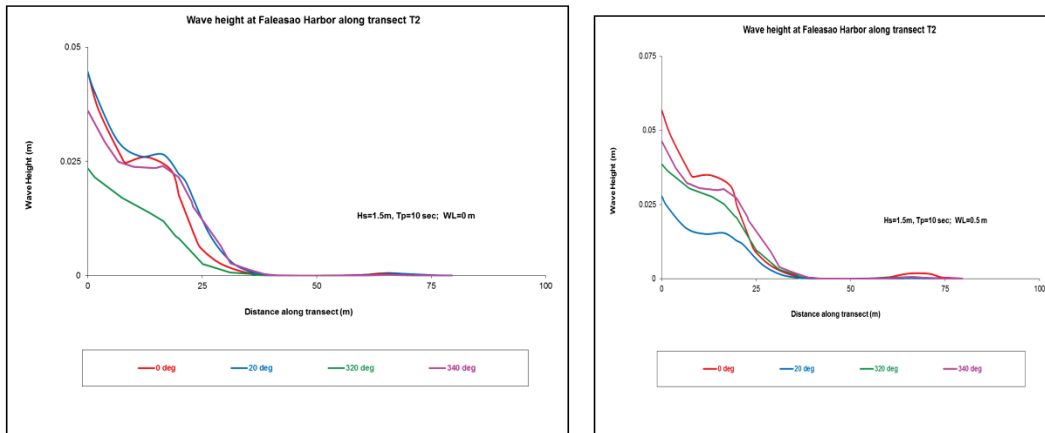 Wave height at Faleasao Harbor along transect T2
0.05
0.025
0
Wave Height (m)
Hs=1.5m, Tp=10 sec; WL=0 m
0
25
50
75
100
Distance along transect (m)
0 deg
20 deg
320 deg
340 deg
Wave height at Faleasao Harbor along transect T2
0.075
0.05
0.025
0
Wave Height (m)
Hs=1.5m, Tp=10 sec; WL=0.5 m
0
25
50
75
100
Distance along transect (m)
0 deg
20 deg
320 deg
340 deg